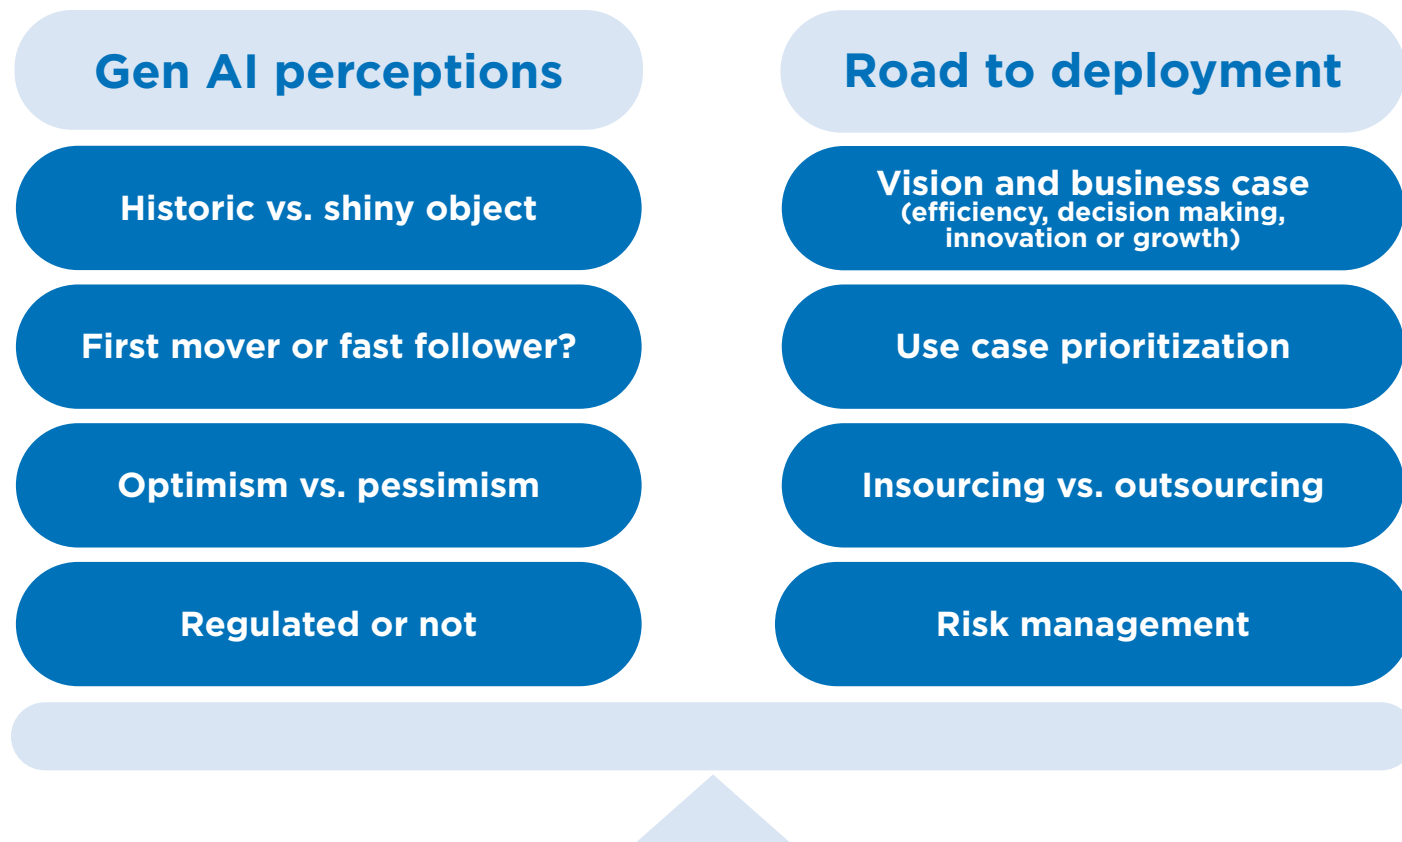 Gen AI perceptions
Historic vs. shiny object
First mover or fast follower?
Optimism vs. pessimism
Regulated or not
Road to deployment
Vision and business case
(efficiency, decision making,
innovation or growth)
Use case prioritization
Insourcing vs. outsourcing
Risk management